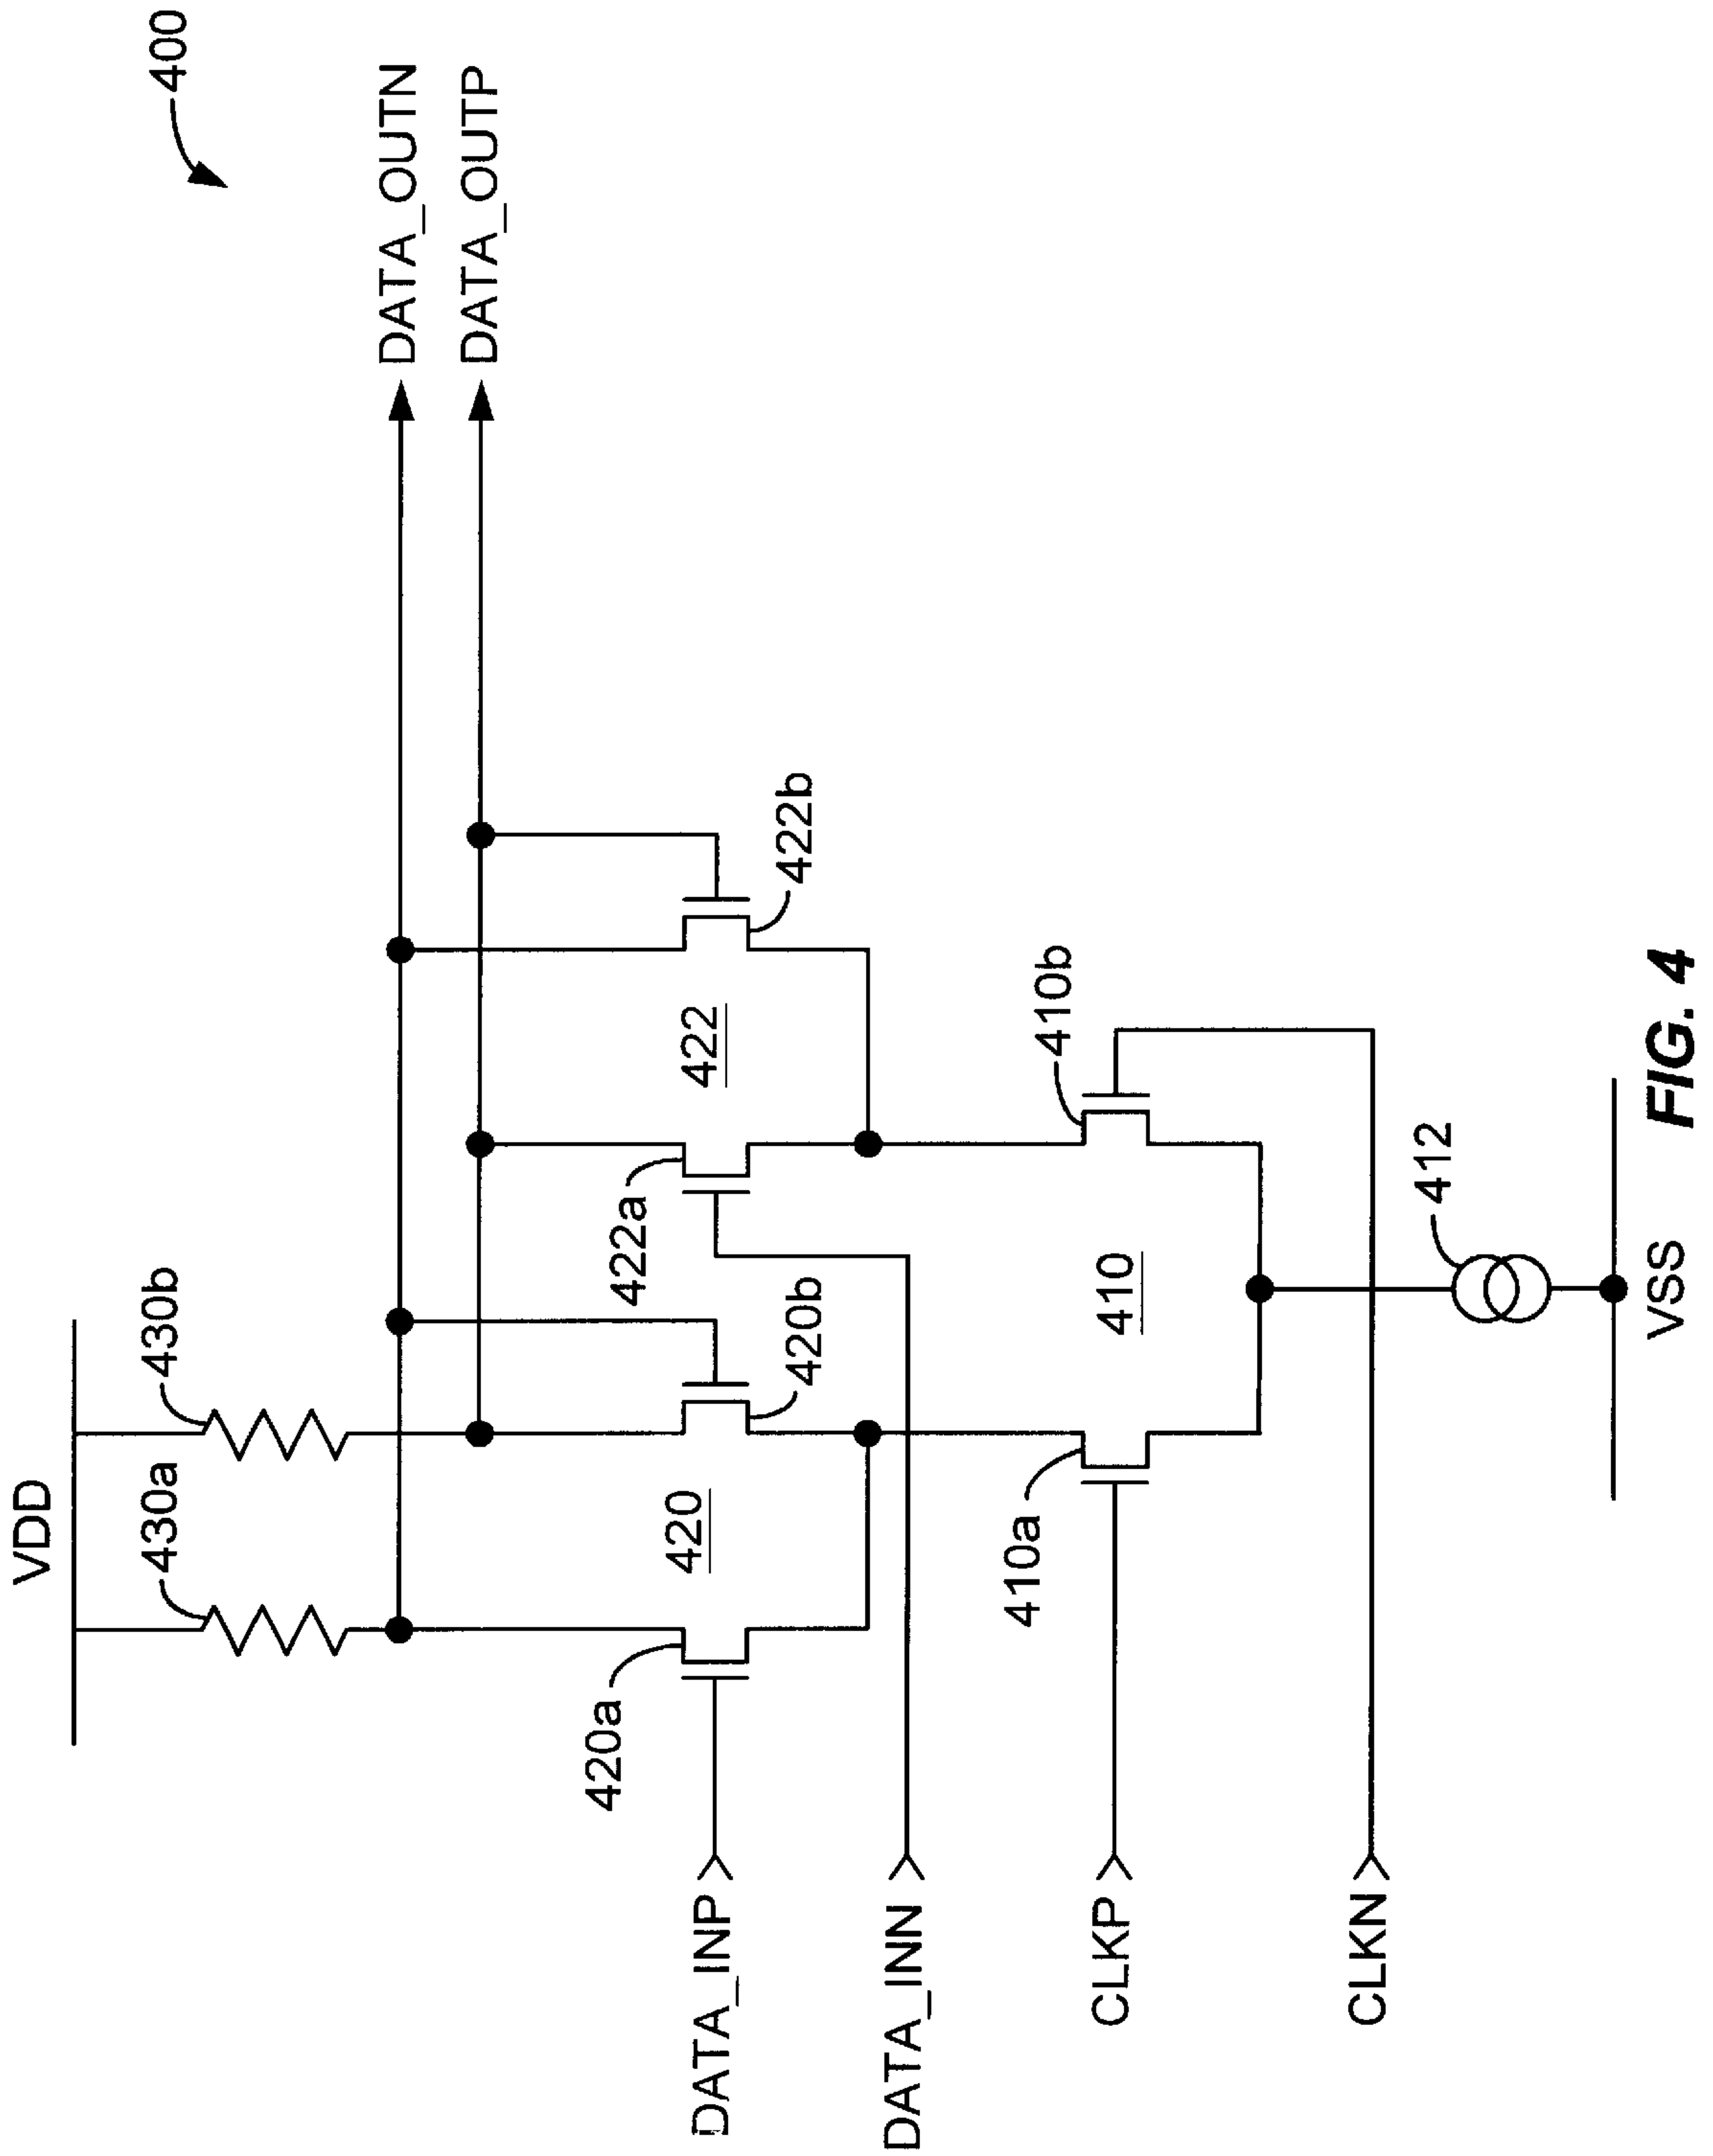 400
VDD
430a
430b
DATA_OUTN
DATA_OUTP
420a
420
420b
422a
422
422b
DATA_INP
DATA_INN
410a
410
410b
CLKP
CLKN
412
VSS
FIG. 4